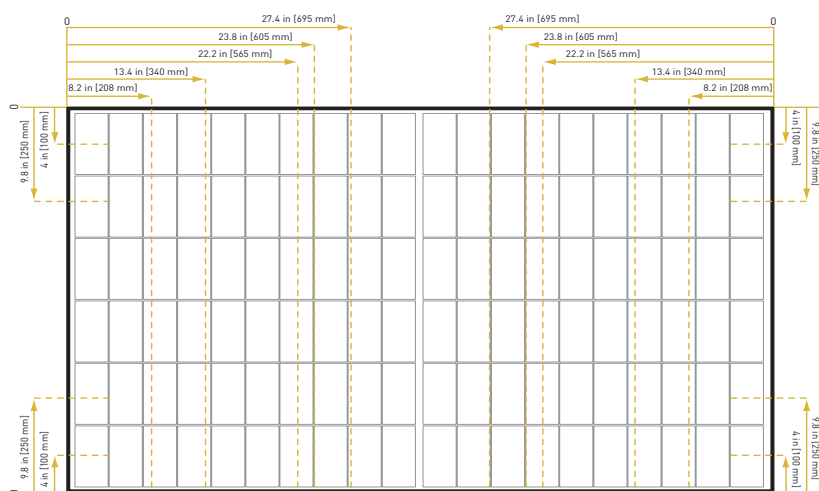 0
27.4 in [695 mm]
27.4 in [695 mm]
0
23.8 in [605 mm]
23.8 in [605 mm]
22.2 in [565 mm]
22.2 in [565 mm]
13.4 in [340 mm]
13.4 in [340 mm]
8.2 in [208 mm]
8.2 in [208 mm]
0
9.8 in [250 mm]
4 in [100 mm]
4 in [100 mm]
9.8 in [250 mm]
9.8 in [250 mm]
4 in [100 mm]
4 in [100 mm]
9.8 in [250 mm]